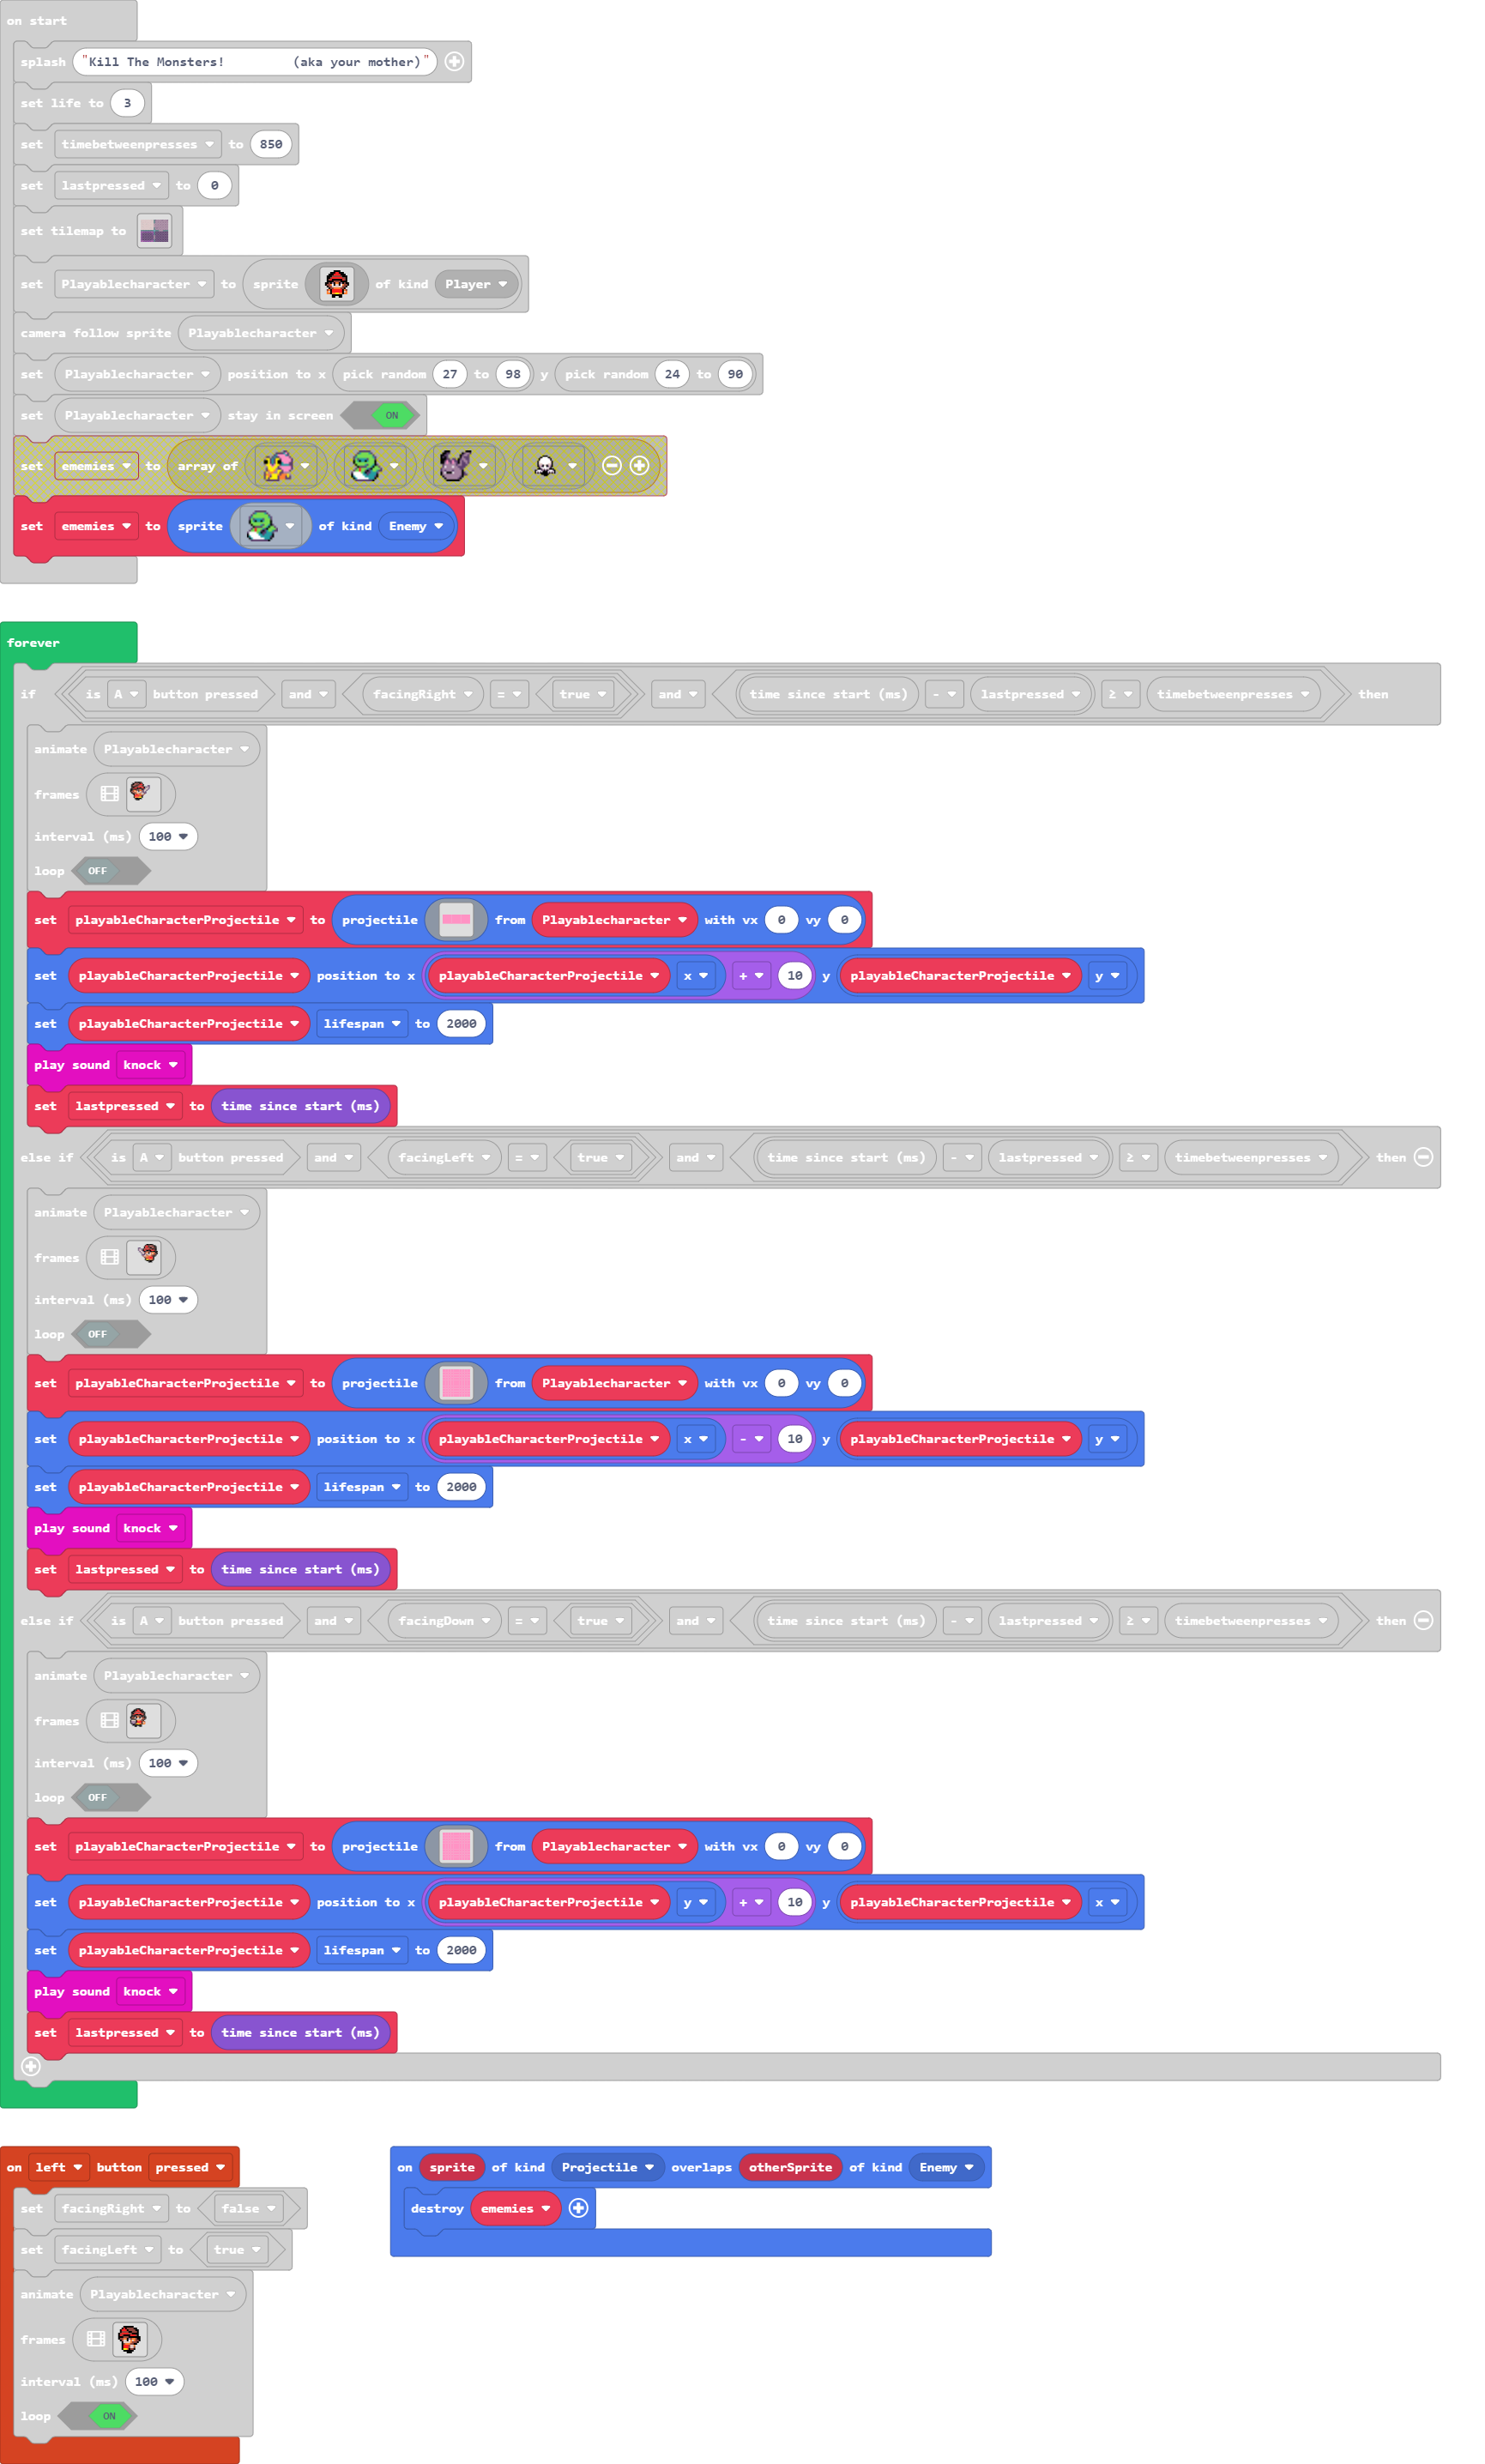 on start
splash "Kill The Monsters!         (aka your mother)"
set life to 3
set timebetweenpresses to 850
set lastpressed to 0
set tilemap to
set Playablecharacter to sprite of kind Player
camera follow sprite Playablecharacter
set Playablecharacter position to x pick random 27 to 98 y pick random 24 to 90
set Playablecharacter stay in screen ON
set ememies to array of
set ememies to sprite of kind Enemy
forever
if is A button pressed and facingRight = true and time since start (ms) - lastpressed ≥ timebetweenpresses then
animate Playablecharacter
frames
interval (ms) 100
loop OFF
set playableCharacterProjectile to projectile from Playablecharacter with vx 0 vy 0
set playableCharacterProjectile position to x playableCharacterProjectile x + 10 y playableCharacterProjectile y
set playableCharacterProjectile lifespan to 2000
play sound knock
set lastpressed to time since start (ms)
else if is A button pressed and facingLeft = true and time since start (ms) - lastpressed ≥ timebetweenpresses then
animate Playablecharacter
frames
interval (ms) 100
loop OFF
set playableCharacterProjectile to projectile from Playablecharacter with vx 0 vy 0
set playableCharacterProjectile position to x playableCharacterProjectile x - 10 y playableCharacterProjectile y
set playableCharacterProjectile lifespan to 2000
play sound knock
set lastpressed to time since start (ms)
else if is A button pressed and facingDown = true and time since start (ms) - lastpressed ≥ timebetweenpresses then
animate Playablecharacter
frames
interval (ms) 100
loop OFF
set playableCharacterProjectile to projectile from Playablecharacter with vx 0 vy 0
set playableCharacterProjectile position to x playableCharacterProjectile y + 10 y playableCharacterProjectile x
set playableCharacterProjectile lifespan to 2000
play sound knock
set lastpressed to time since start (ms)
on left button pressed
set facingRight to false
set facingLeft to true
animate Playablecharacter
frames
interval (ms) 100
loop ON
on sprite of kind Projectile overlaps otherSprite of kind Enemy
destroy ememies